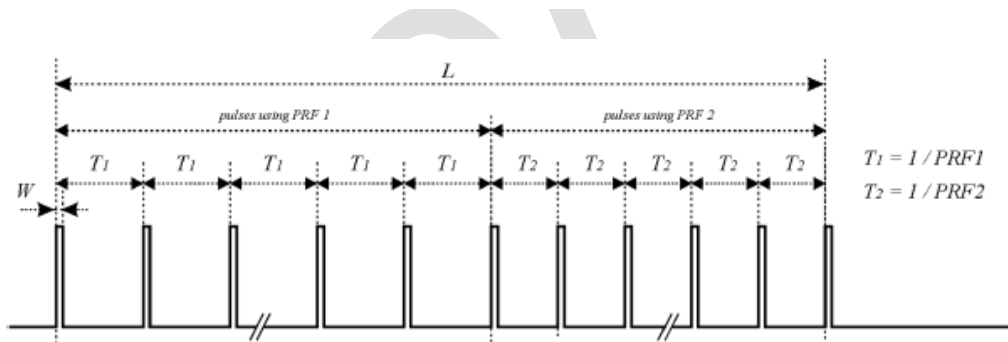 L
pulses using PRF 1
pulses using PRF 2
T1 T1 T1 T1 T1 T2 T2 T2 T2 T2
T1 = 1 / PRF1
W
T2 = 1 / PRF2